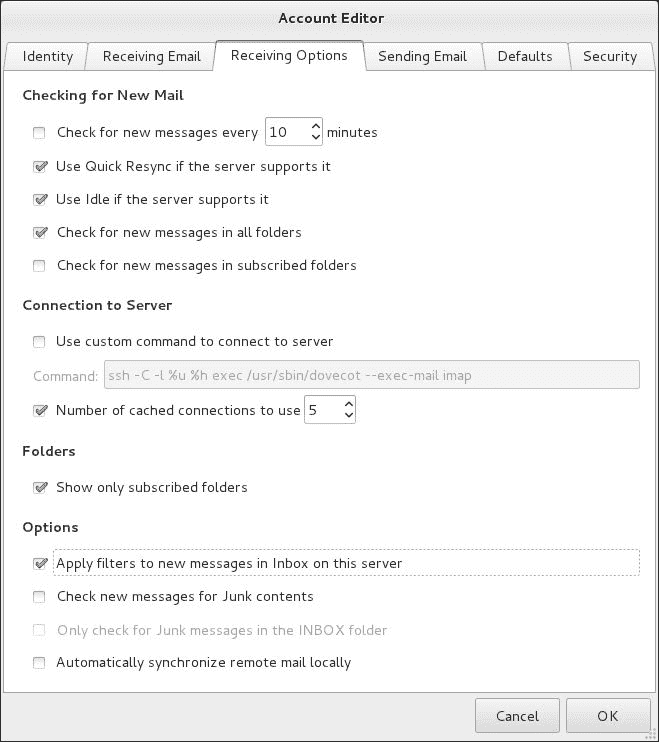 Account Editor
Identity Receiving Email Receiving Options Sending Email Defaults Security
Checking for New Mail
Check for new messages every 10 minutes
Use Quick Resync if the server supports it
Use Idle if the server supports it
Check for new messages in all folders
Check for new messages in subscribed folders
Connection to Server
Use custom command to connect to server
Command: ssh -C -l %u %h exec /usr/sbin/dovecot --exec-mail imap
Number of cached connections to use 5
Folders
Show only subscribed folders
Options
Apply filters to new messages in Inbox on this server
Check new messages for Junk contents
Only check for Junk messages in the INBOX folder
Automatically synchronize remote mail locally
Cancel OK